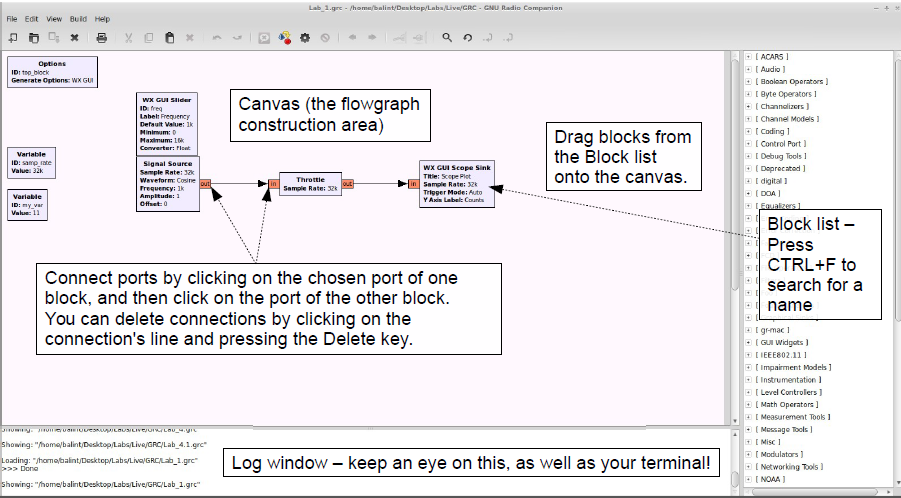 Lab_1.grc - /home/balint/Desktop/Labs/Live/GRC - GNU Radio Companion
File Edit View Build Help
Options
ID: top_block
Generate Options: WX GUI
Variable
ID: samp_rate
Value: 32k
Variable
ID: my_var
Value: 11
WX GUI Slider
ID: freq
Label: Frequency
Default Value: 1k
Minimum: 0
Maximum: 16k
Converter: Float
Signal Source
Sample Rate: 32k
Waveform: Cosine
Frequency: 1k
Amplitude: 1
Offset: 0
out
in
Throttle
Sample Rate: 32k
out
in
WX GUI Scope Sink
Title: Scope Plot
Sample Rate: 32k
Trigger Mode: Auto
Y Axis Label: Counts
Canvas (the flowgraph
construction area)
Drag blocks from
the Block list
onto the canvas.
Connect ports by clicking on the chosen port of one
block, and then click on the port of the other block.
You can delete connections by clicking on the
connection's line and pressing the Delete key.
[ ACARS ]
[ Audio ]
[ Boolean Operators ]
[ Byte Operators ]
[ Channelizers ]
[ Channel Models ]
[ Coding ]
[ Control Port ]
[ Debug Tools ]
[ Deprecated ]
[ digital ]
[ DOA ]
[ Equalizers ]
Block list –
Press
CTRL+F to
search for a
name
[ gr-mac ]
[ GUI Widgets ]
[ IEEE802.11 ]
[ Impairment Models ]
[ Instrumentation ]
[ Level Controllers ]
[ Math Operators ]
[ Measurement Tools ]
[ Message Tools ]
[ Misc ]
[ Modulators ]
[ Networking Tools ]
[ NOAA ]
Showing: "/home/balint/Desktop/Labs/Live/GRC/Lab_4.grc"
Showing: "/home/balint/Desktop/Labs/Live/GRC/Lab_4.1.grc"
Loading: "/home/balint/Desktop/Labs/Live/GRC/Lab_1.grc"
>>> Done
Showing: "/home/balint/Desktop/Labs/Live/GRC/Lab_1.grc"
Log window – keep an eye on this, as well as your terminal!